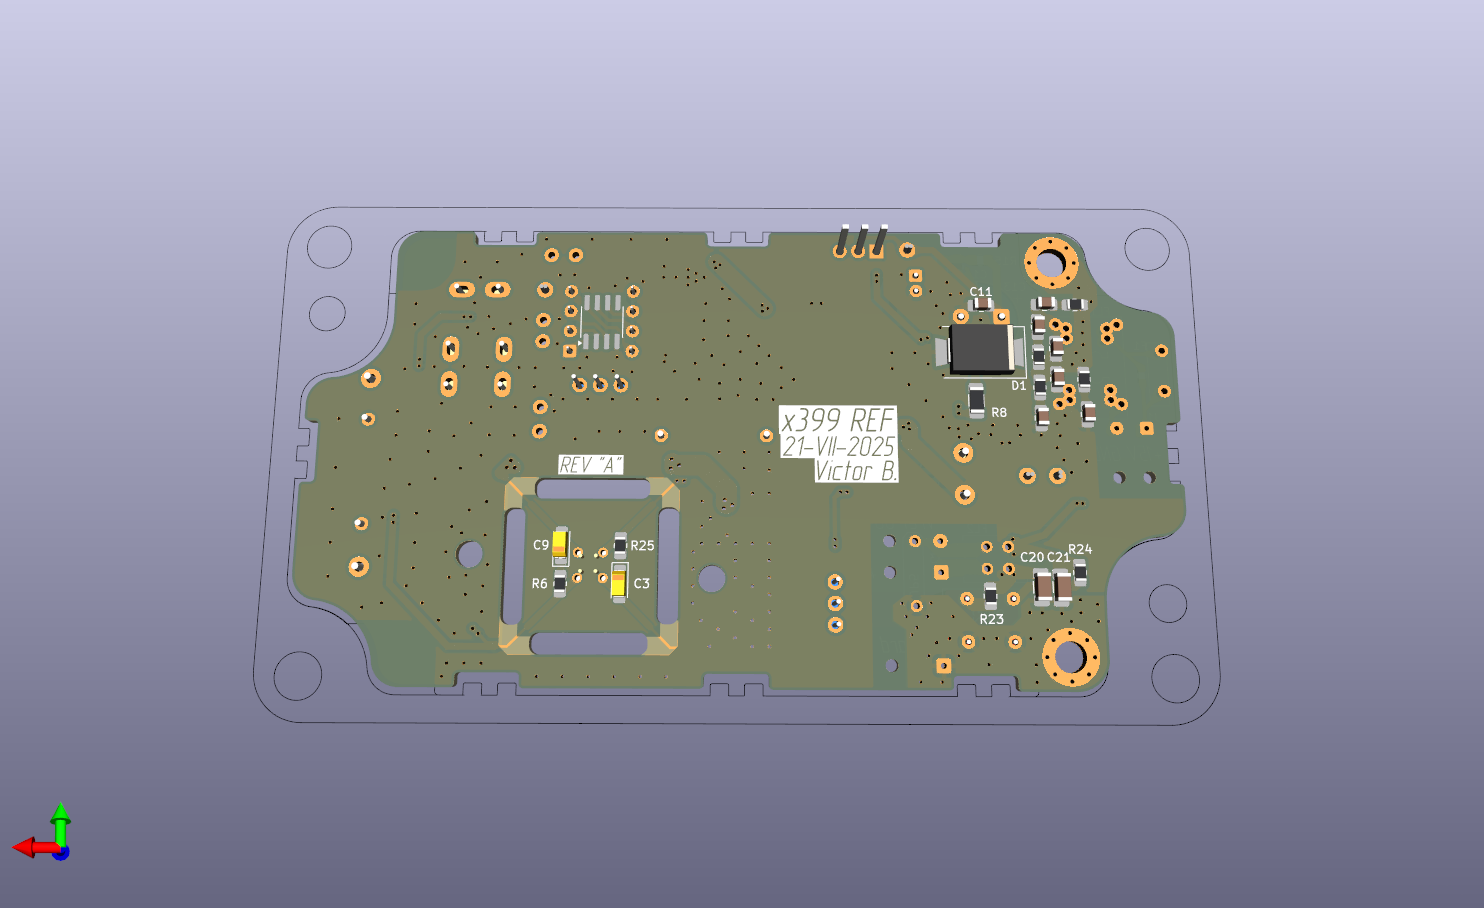 C11
D1
R8
x399 REF
21-VII-2025
Victor B.
REV "A"
C9
R25
R6
C3
C20
C21
R24
R23